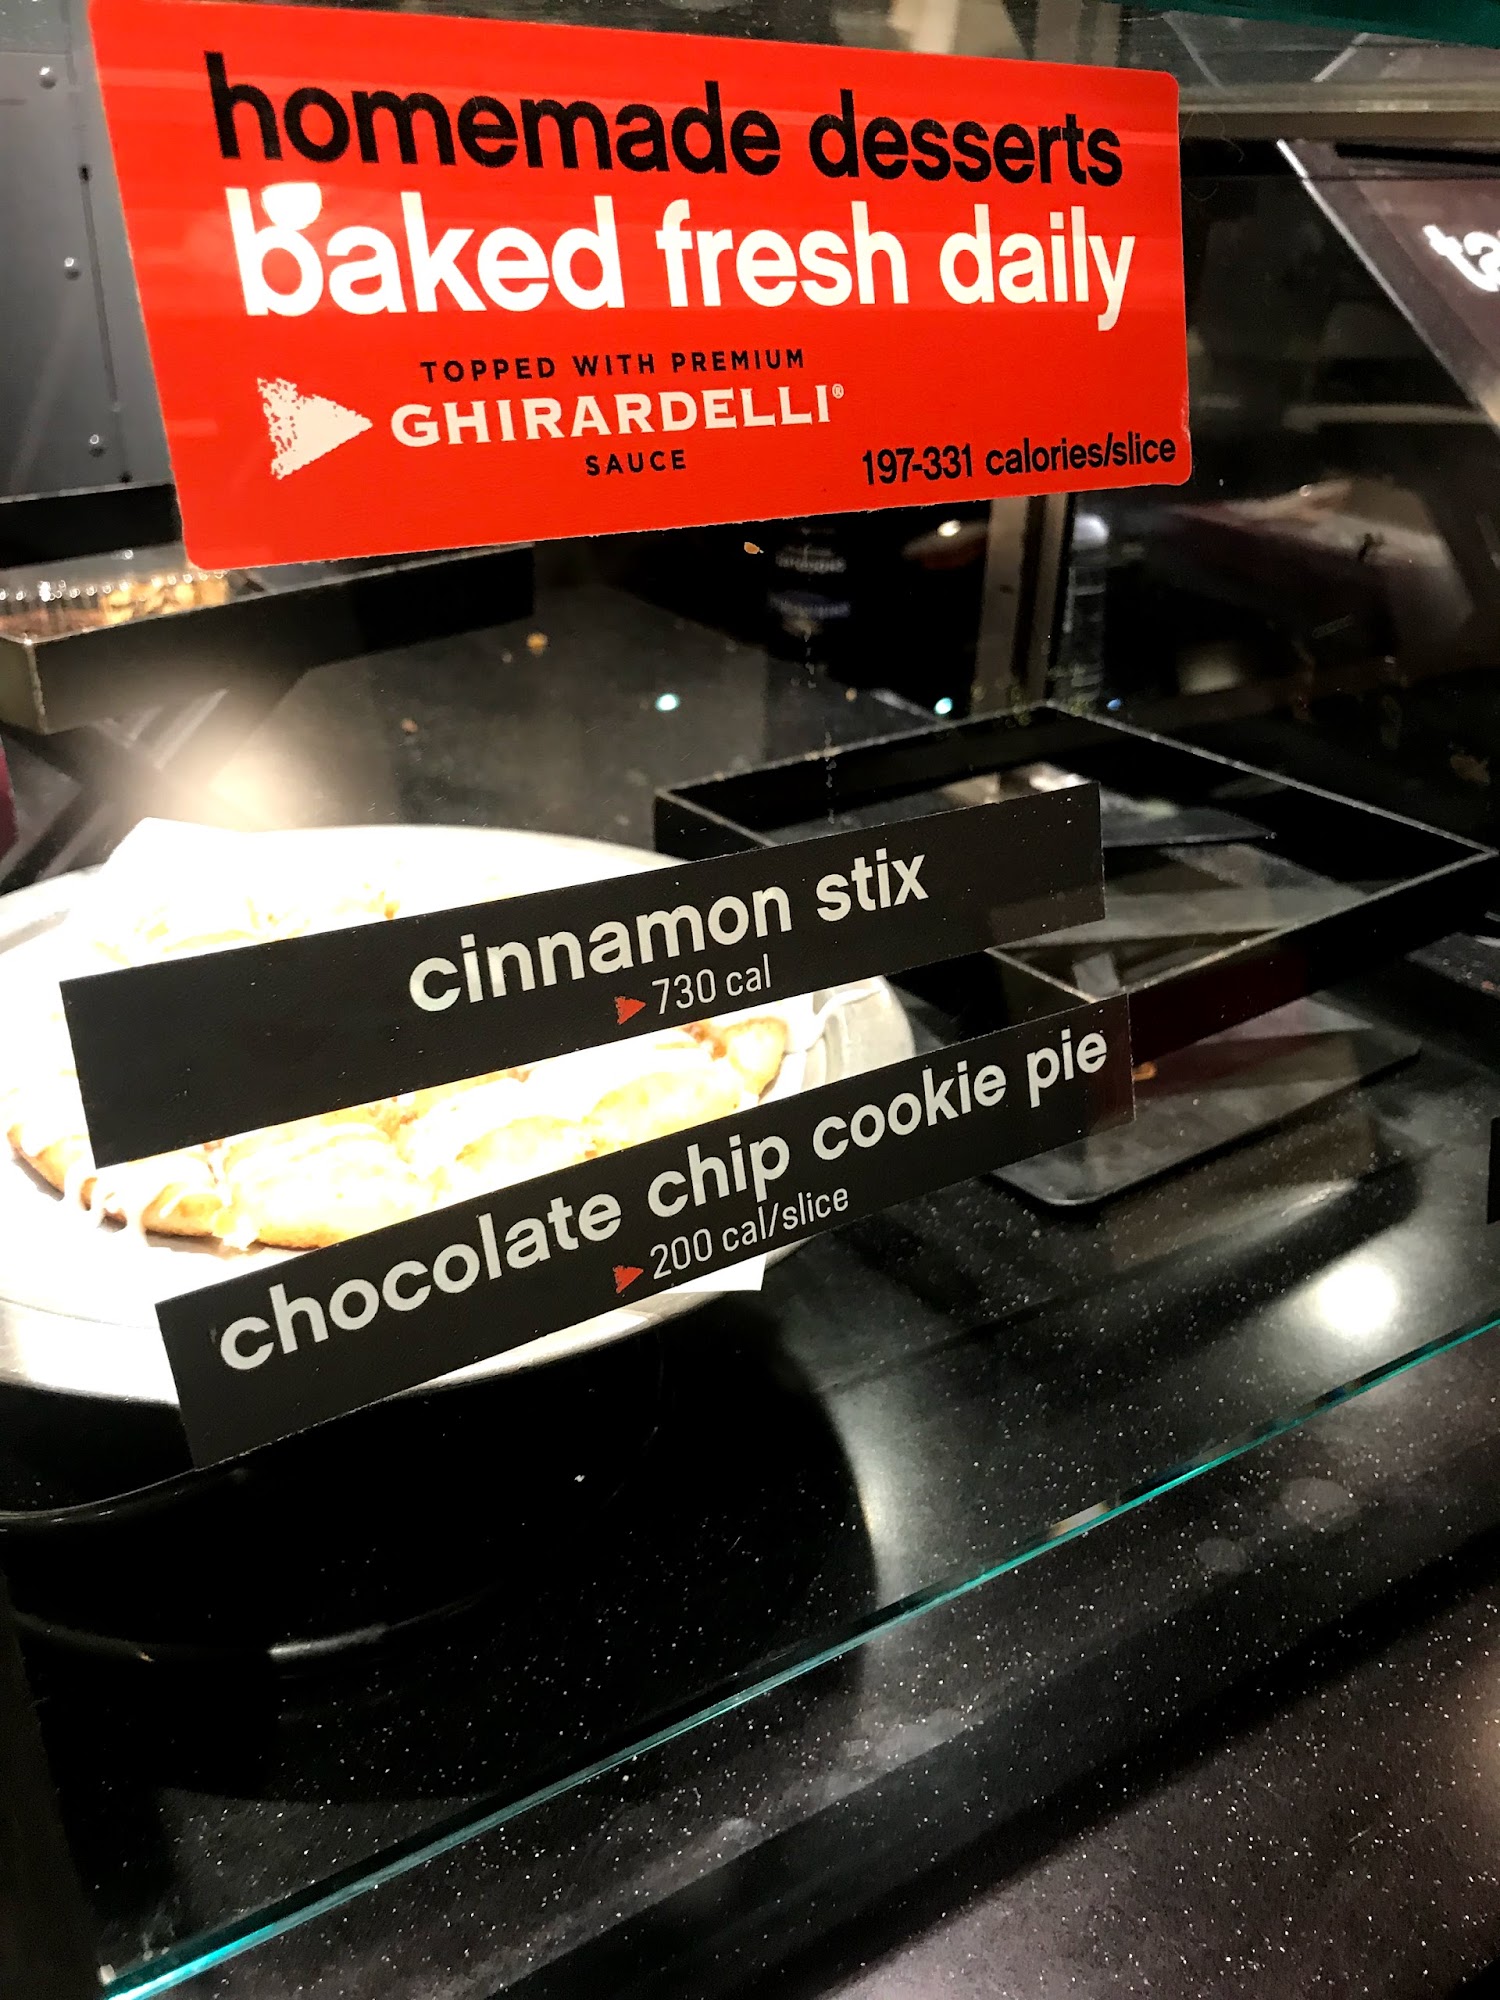 homemade desserts
baked fresh daily
TOPPED WITH PREMIUM
GHIRARDELLI®
SAUCE
197-331 calories/slice
cinnamon stix
730 cal
chocolate chip cookie pie
200 cal/slice